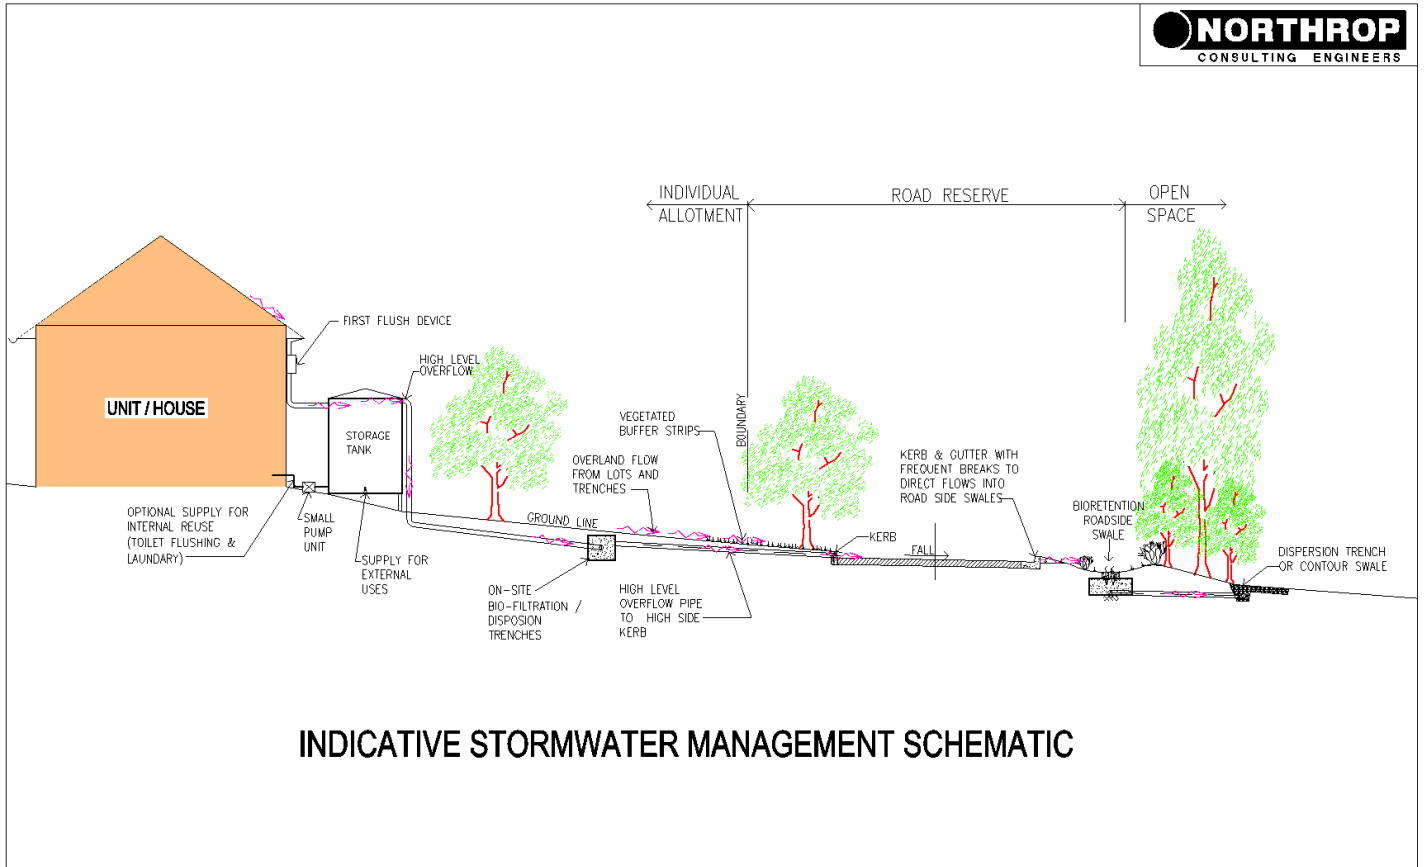 NORTHROP
CONSULTING ENGINEERS
INDIVIDUAL
ALLOTMENT
ROAD RESERVE
OPEN
SPACE
FIRST FLUSH DEVICE
HIGH LEVEL
OVERFLOW
UNIT / HOUSE
STORAGE
TANK
BOUNDARY
VEGETATED
BUFFER STRIPS
OVERLAND FLOW
FROM LOTS AND
TRENCHES
KERB & GUTTER WITH
FREQUENT BREAKS TO
DIRECT FLOWS INTO
ROAD SIDE SWALES
BIORETENTION
ROADSIDE
SWALE
OPTIONAL SUPPLY FOR
INTERNAL REUSE
(TOILET FLUSHING &
LAUNDARY)
SMALL
PUMP
UNIT
GROUND LINE
KERB
FALL
DISPERSION TRENCH
OR CONTOUR SWALE
SUPPLY FOR
EXTERNAL
USES
ON-SITE
BIO-FILTRATION /
DISPOSION
TRENCHES
HIGH LEVEL
OVERFLOW PIPE
TO HIGH SIDE
KERB
INDICATIVE STORMWATER MANAGEMENT SCHEMATIC